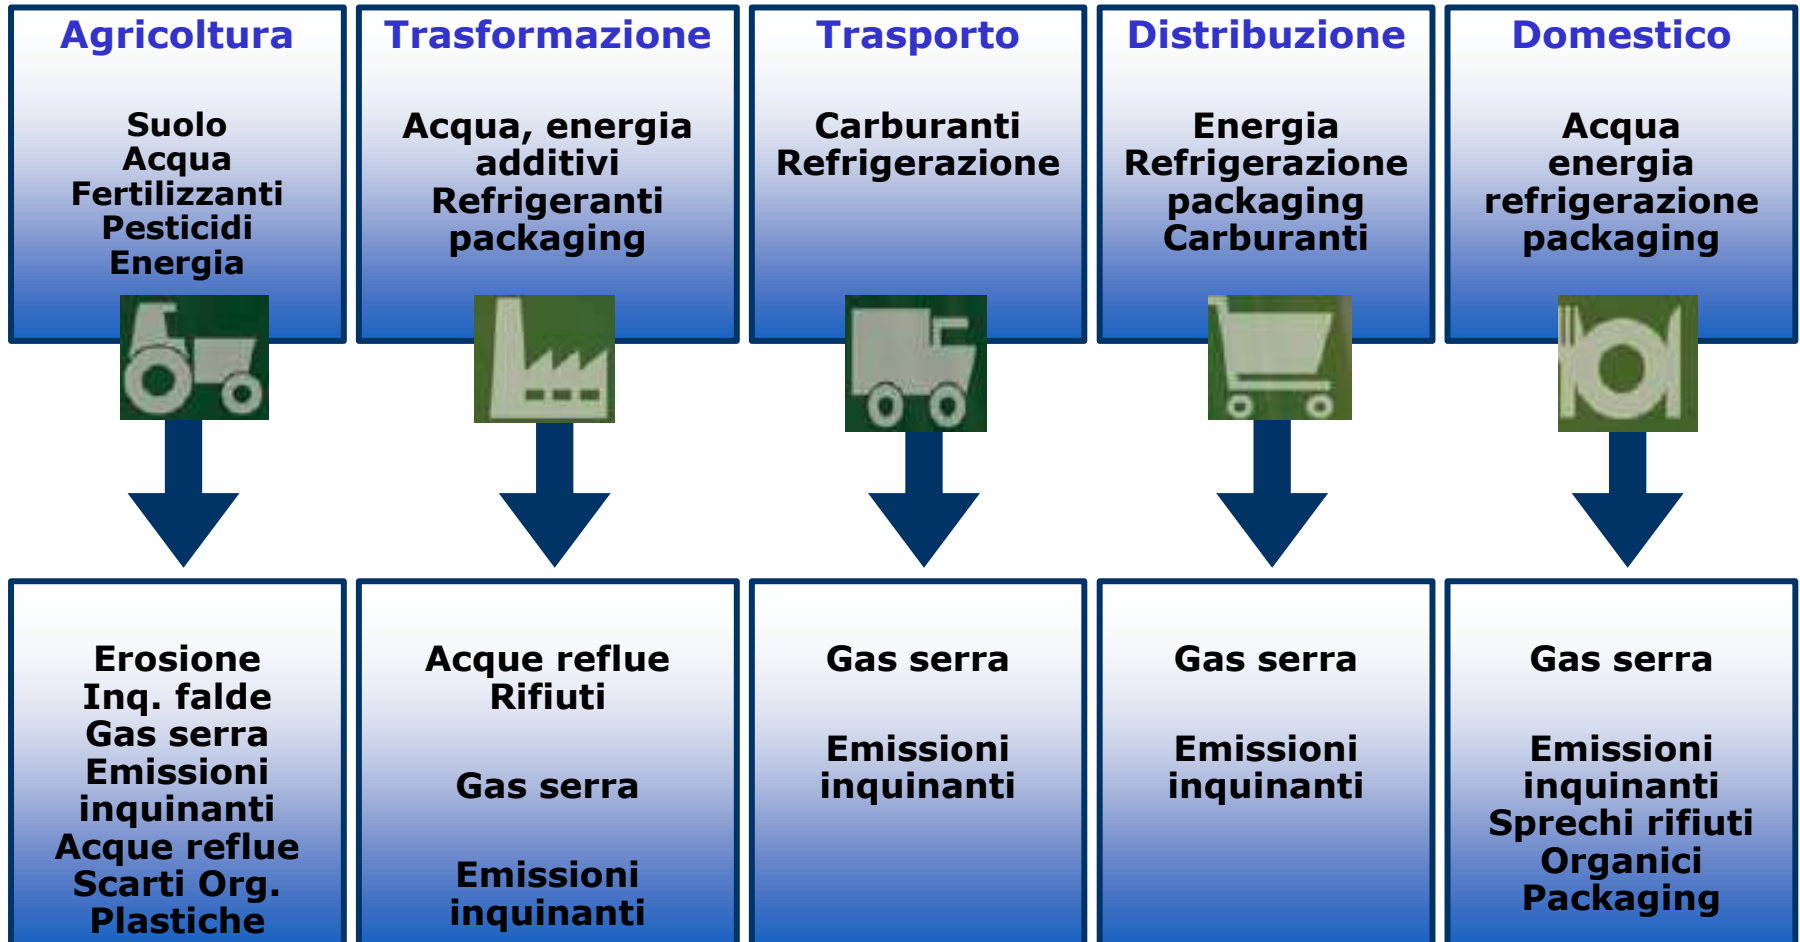 Agricoltura
Suolo
Acqua
Fertilizzanti
Pesticidi
Energia
Trasformazione
Acqua, energia
additivi
Refrigeranti
packaging
Trasporto
Carburanti
Refrigerazione
Distribuzione
Energia
Refrigerazione
packaging
Carburanti
Domestico
Acqua
energia
refrigerazione
packaging
Erosione
Inq. falde
Gas serra
Emissioni
inquinanti
Acque reflue
Scarti Org.
Plastiche
Acque reflue
Rifiuti
Gas serra
Emissioni
inquinanti
Gas serra
Emissioni
inquinanti
Gas serra
Emissioni
inquinanti
Gas serra
Emissioni
inquinanti
Sprechi rifiuti
Organici
Packaging